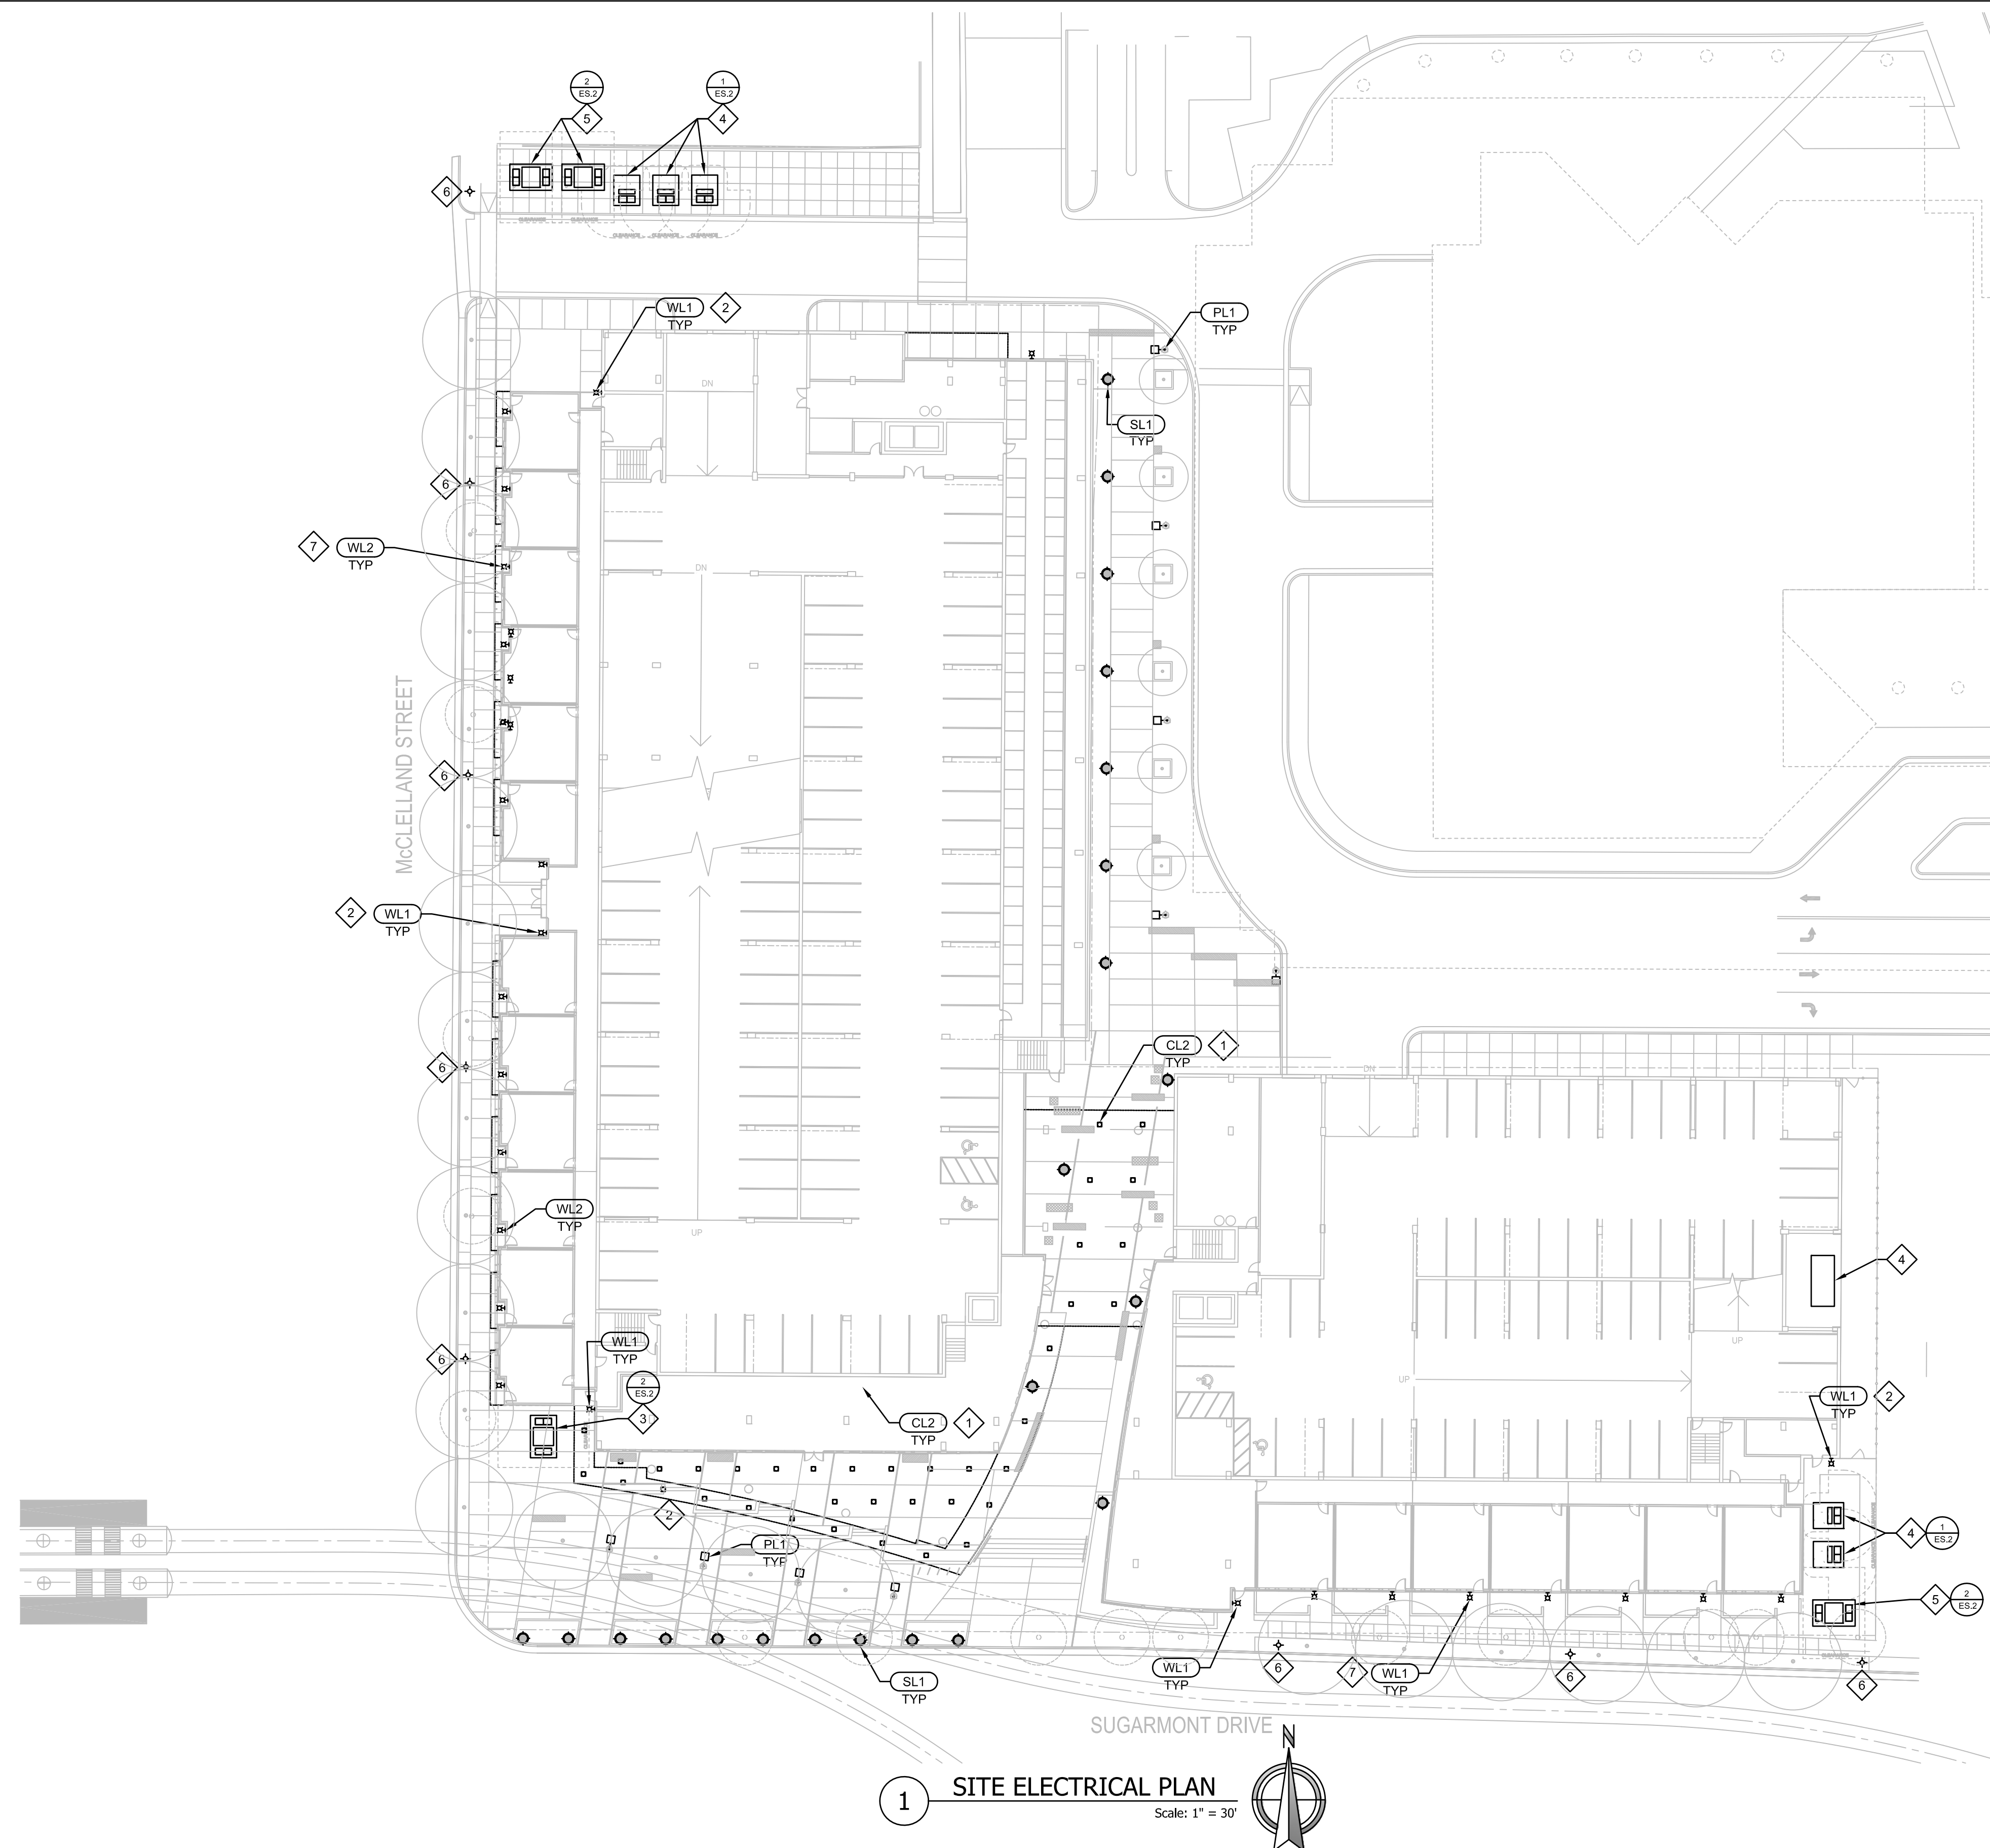 2
ES.2
5
1
ES.2
4
6
WL1
TYP
2
PL1
TYP
DN
SL1
TYP
6
7
WL2
TYP
DN
McCLELLAND STREET
6
2
WL1
TYP
CL2
TYP
1
6
DN
WL2
TYP
UP
4
WL1
TYP
6
2
ES.2
3
UP
UP
WL1
TYP
2
CL2
TYP
1
2
PL1
TYP
4
1
ES.2
5
2
ES.2
WL1
TYP
6
7
WL1
TYP
6
6
SL1
TYP
SUGARMONT DRIVE
N
1
SITE ELECTRICAL PLAN
Scale: 1" = 30'